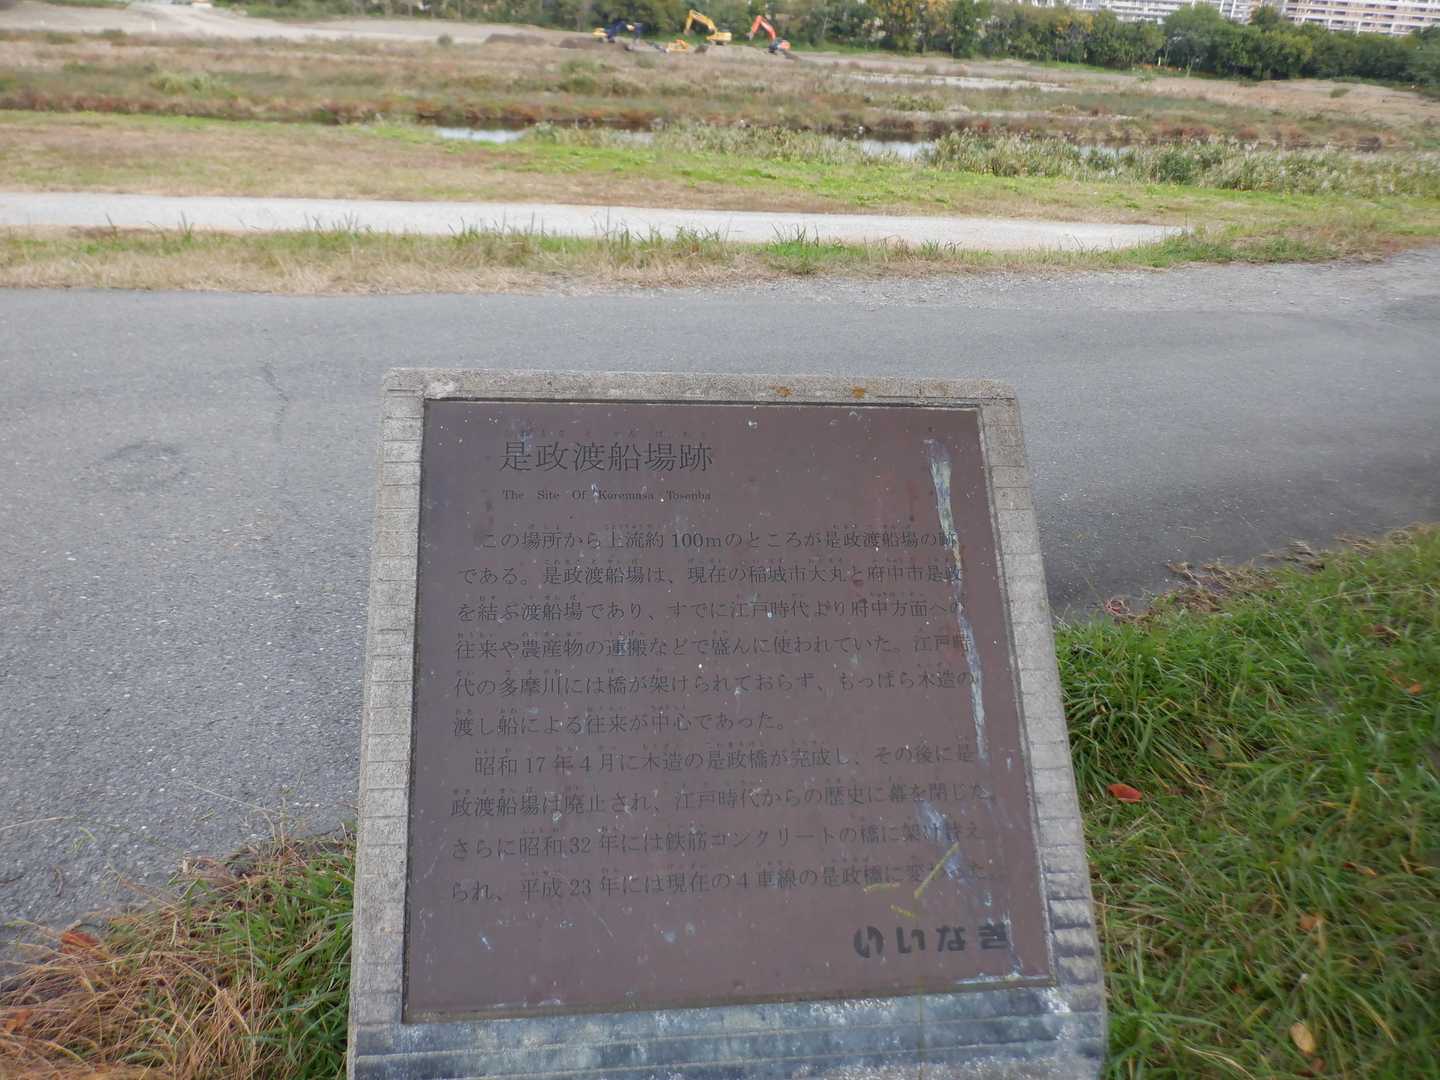 是政渡船場跡
The Site Of Koremasa Tosenba
この場所から上流約100mのところが是政渡船場の跡
である。是政渡船場は、現在の稲城市大丸と府中市是政
を結ぶ渡船場であり、すでに江戸時代より府中方面への
往来や農産物の運搬などで盛んに使われていた。江戸時
代の多摩川には橋が架けられておらず、もっぱら木造の
渡し船による往来が中心であった。
昭和17年4月に木造の是政橋が完成し、その後に是
政渡船場は廃止され、江戸時代からの歴史に幕を閉じた。
さらに昭和32年には鉄筋コンクリートの橋に架け替え
られ、平成23年には現在の4車線の是政橋に変わった。
いなぎ